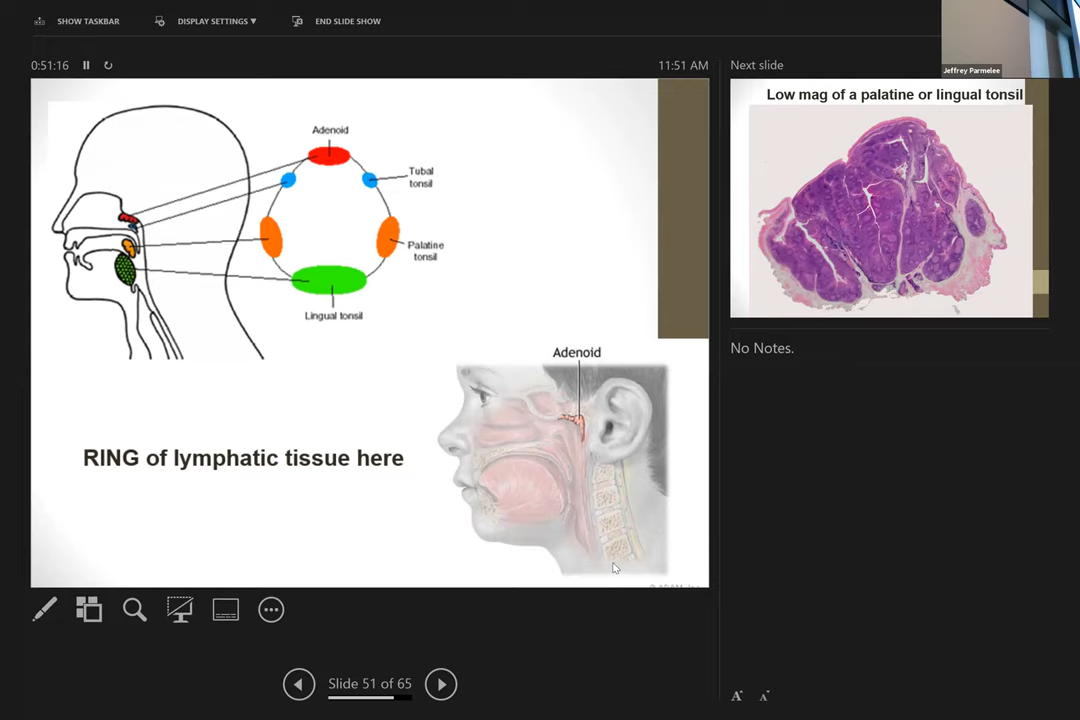 SHOW TASKBAR
DISPLAY SETTINGS ▼
END SLIDE SHOW
Jeffrey Parmelee
0:51:16
11:51 AM
Next slide
Adenoid
Tubal
tonsil
Palatine
tonsil
Lingual tonsil
Adenoid
RING of lymphatic tissue here
Low mag of a palatine or lingual tonsil
No Notes.
Slide 51 of 65
A
A